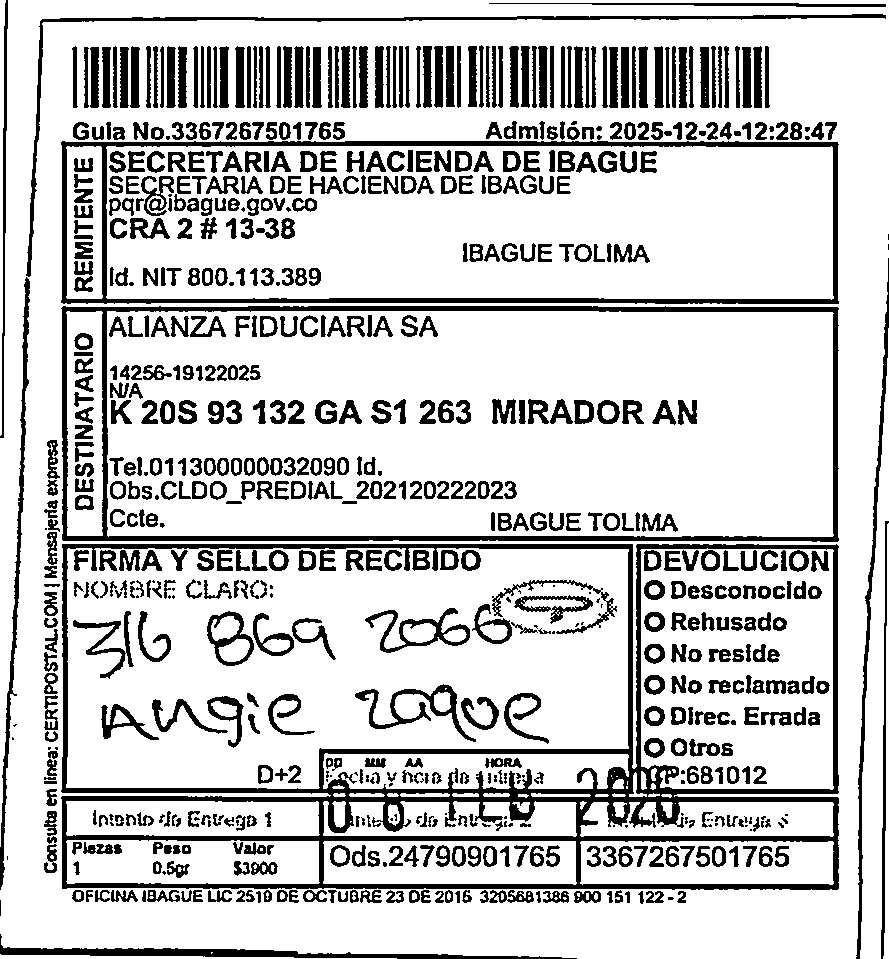 Guia No.3367267501765 Admisión: 2025-12-24-12:28:47
REMITENTE
SECRETARIA DE HACIENDA DE IBAGUE
SECRETARIA DE HACIENDA DE IBAGUE
pqr@ibague.gov.co
CRA 2 # 13-38
IBAGUE TOLIMA
Id. NIT 800.113.389
DESTINATARIO
ALIANZA FIDUCIARIA SA
14256-19122025
N/A
K 20S 93 132 GA S1 263 MIRADOR AN
Tel.011300000032090 Id.
Obs.CLDO_PREDIAL_202120222023
Ccte.
IBAGUE TOLIMA
Consulta en línea: CERTIPOSTAL.COM | Mensajería expresa
FIRMA Y SELLO DE RECIBIDO
NOMBRE CLARO:
316 869 2066
Angie zaque
D+2
DD MM AA HORA
Fecha y hora de entrega
DEVOLUCION
Desconocido
Rehusado
No reside
No reclamado
Direc. Errada
Otros
CP:681012
FEB 2026
Intento de Entrega 1
Intento de Entrega 2
Intento de Entrega 3
Piezas Peso Valor
1 0.5gr $3900
Ods.24790901765
3367267501765
OFICINA IBAGUE LIC 2519 DE OCTUBRE 23 DE 2015 3205681386 900 151 122 - 2